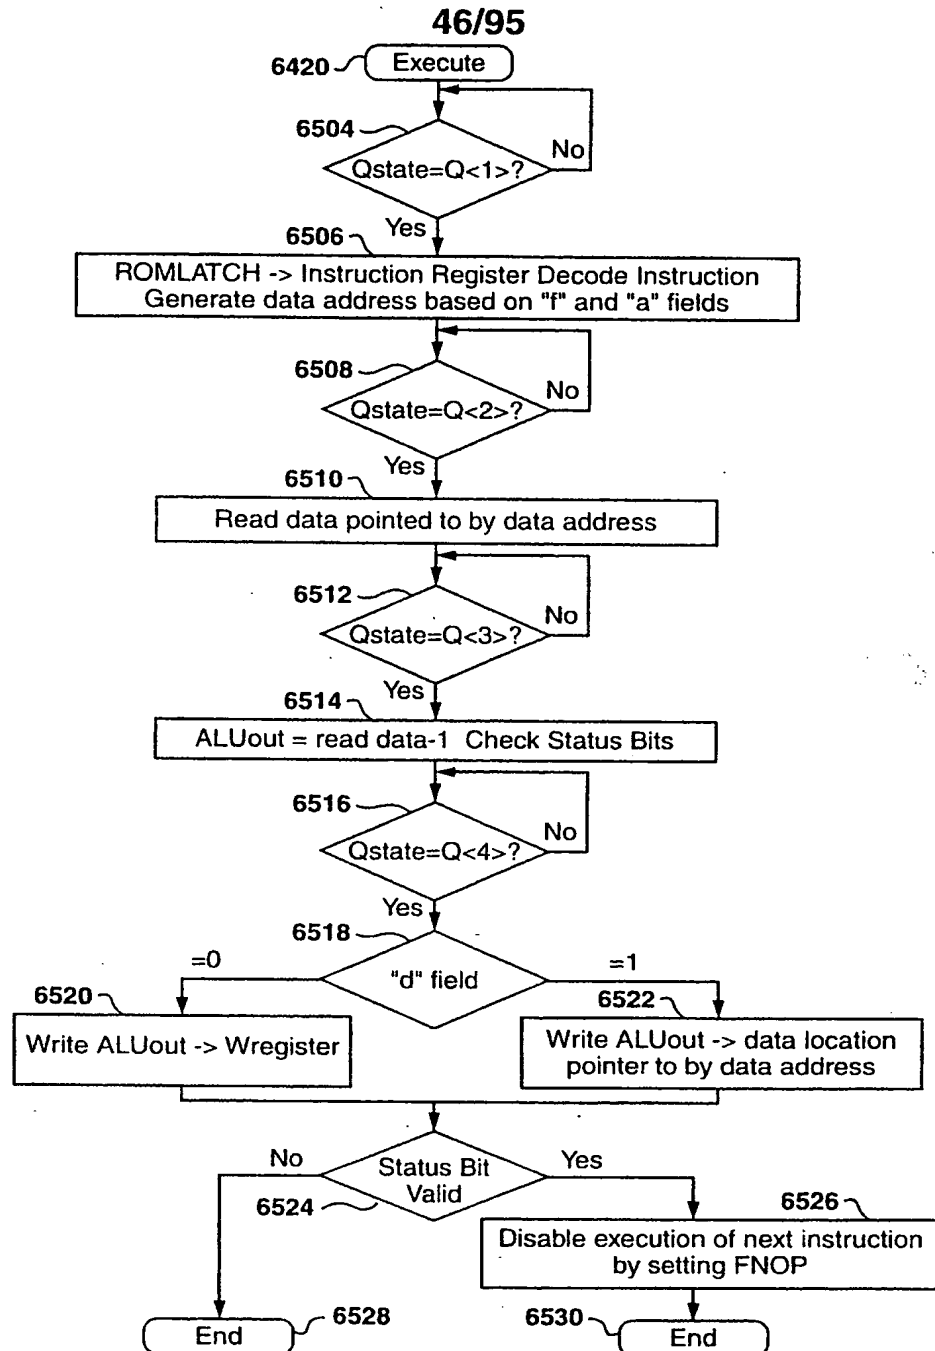 46/95
6420
Execute
6504
Qstate=Q<1>?
No
Yes
6506
ROMLATCH -> Instruction Register Decode Instruction
Generate data address based on "f" and "a" fields
6508
Qstate=Q<2>?
No
Yes
6510
Read data pointed to by data address
6512
Qstate=Q<3>?
No
Yes
6514
ALUout = read data-1 Check Status Bits
6516
Qstate=Q<4>?
No
Yes
6518
"d" field
=0
=1
6520
Write ALUout -> Wregister
6522
Write ALUout -> data location
pointer to by data address
No
Status Bit
Valid
Yes
6524
6526
Disable execution of next instruction
by setting FNOP
End
6528
6530
End